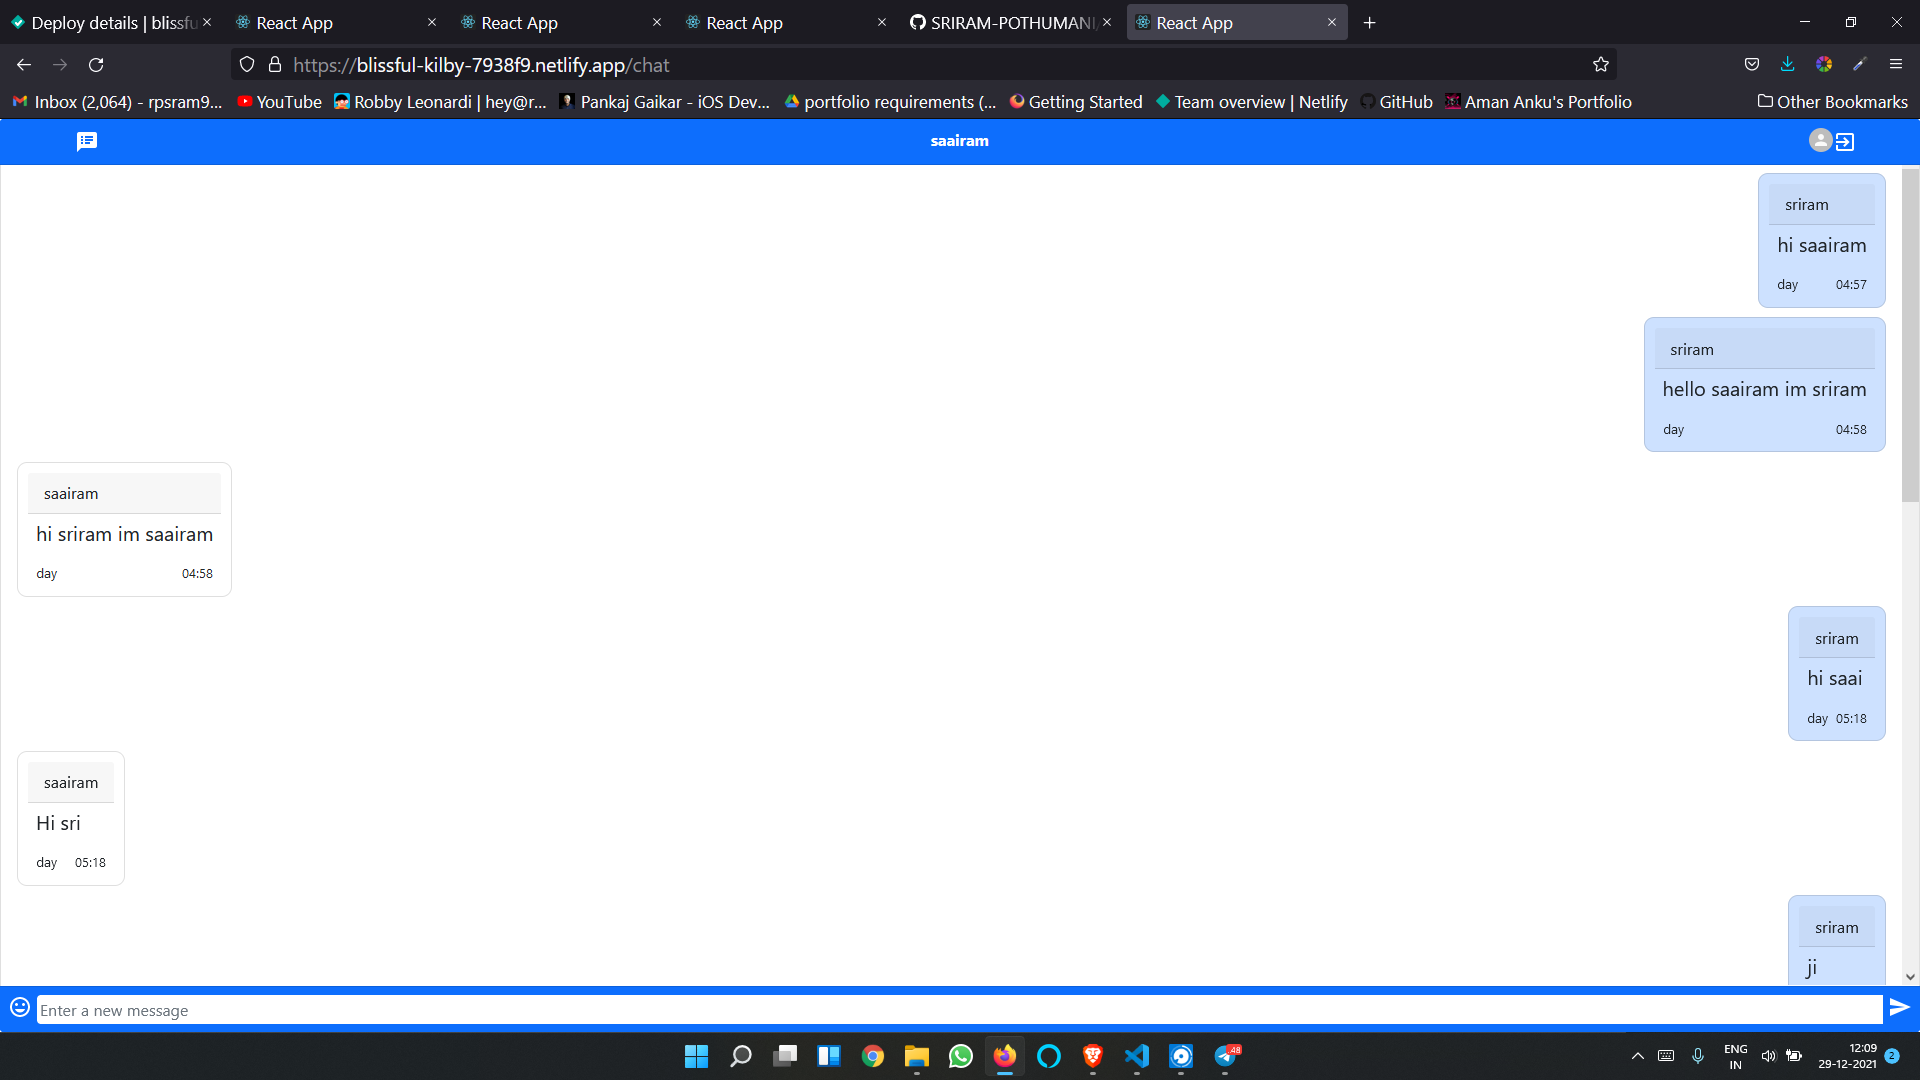 Deploy details | blissfu
React App
React App
React App
SRIRAM-POTHUMANI
React App
https://blissful-kilby-7938f9.netlify.app/chat
Inbox (2,064) - rpsram9...
YouTube
Robby Leonardi | hey@r...
Pankaj Gaikar - iOS Dev...
portfolio requirements (...
Getting Started
Team overview | Netlify
GitHub
Aman Anku's Portfolio
Other Bookmarks
saairam
sriram
hi saairam
day 04:57
sriram
hello saairam im sriram
day 04:58
saairam
hi sriram im saairam
day 04:58
sriram
hi saai
day 05:18
saairam
Hi sri
day 05:18
sriram
ji
Enter a new message
48
ENG
IN
12:09
29-12-2021
2